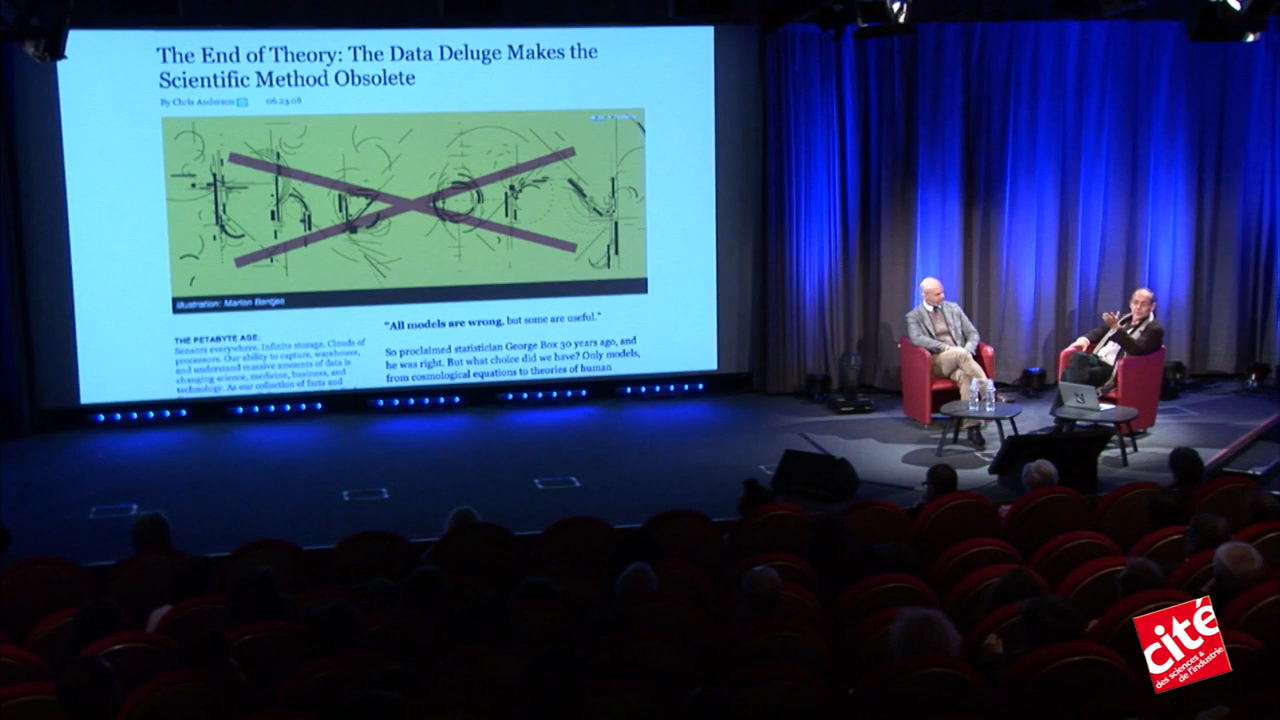 The End of Theory: The Data Deluge Makes the
Scientific Method Obsolete
By Chris Anderson 06.23.08
Illustration: Marian Bantjes
THE PETABYTE AGE:
Sensors everywhere. Infinite storage. Clouds of
processors. Our ability to capture, warehouse,
and understand massive amounts of data is
changing science, medicine, business, and
technology. As our collection of facts and
"All models are wrong, but some are useful."
So proclaimed statistician George Box 30 years ago, and
he was right. But what choice did we have? Only models,
from cosmological equations to theories of human
cité
des sciences &
de l'industrie